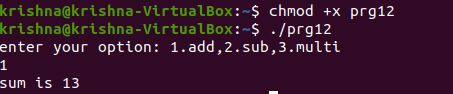 krishna@krishna-VirtualBox:~$ chmod +x prg12
krishna@krishna-VirtualBox:~$ ./prg12
enter your option: 1.add,2.sub,3.multi
1
sum is 13